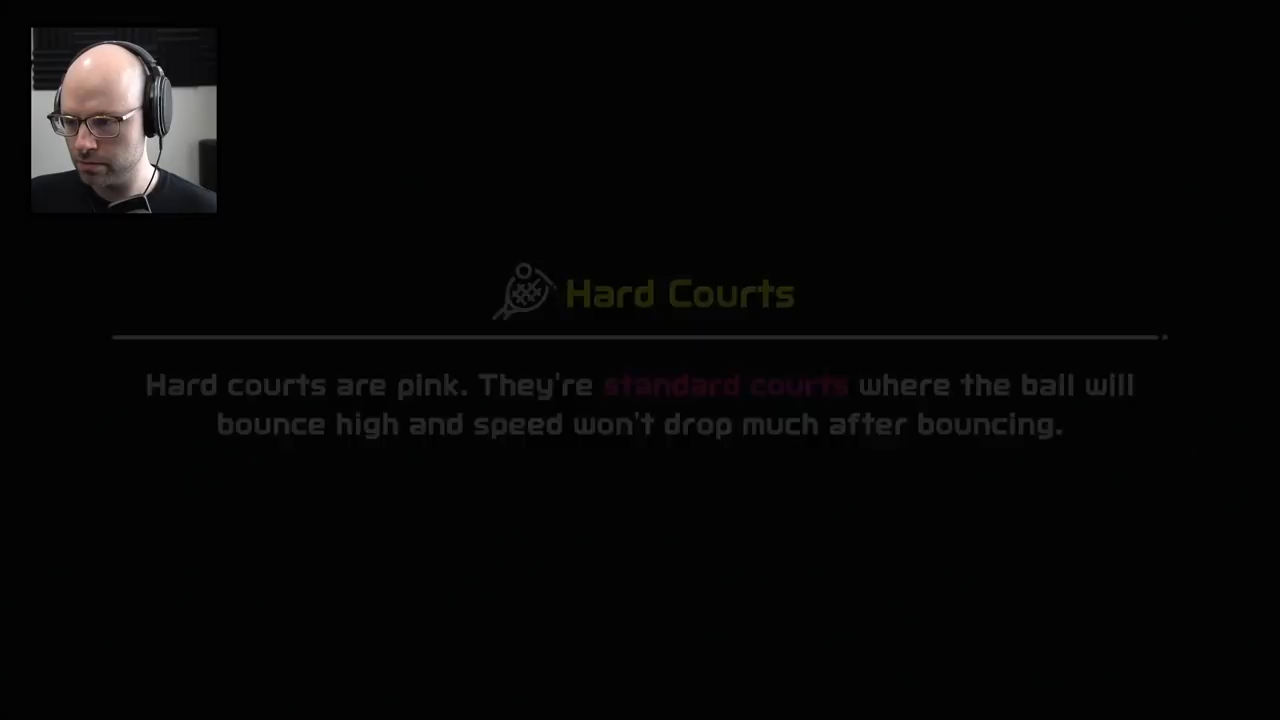 Hard Courts
Hard courts are pink. They're standard courts where the ball will
bounce high and speed won't drop much after bouncing.